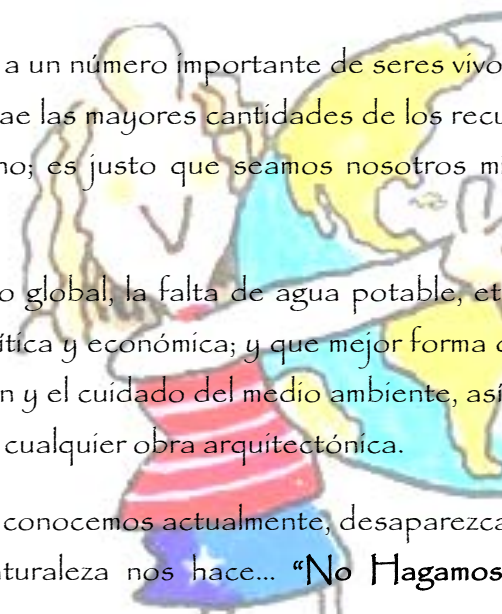 a un número importante de seres vivo
ae las mayores cantidades de los recu
no; es justo que seamos nosotros mi
o global, la falta de agua potable, et
ítica y económica; y que mejor forma
n y el cuidado del medio ambiente, así
cualquier obra arquitectónica.
conocemos actualmente, desaparezca
turaleza nos hace... “No Hagamos